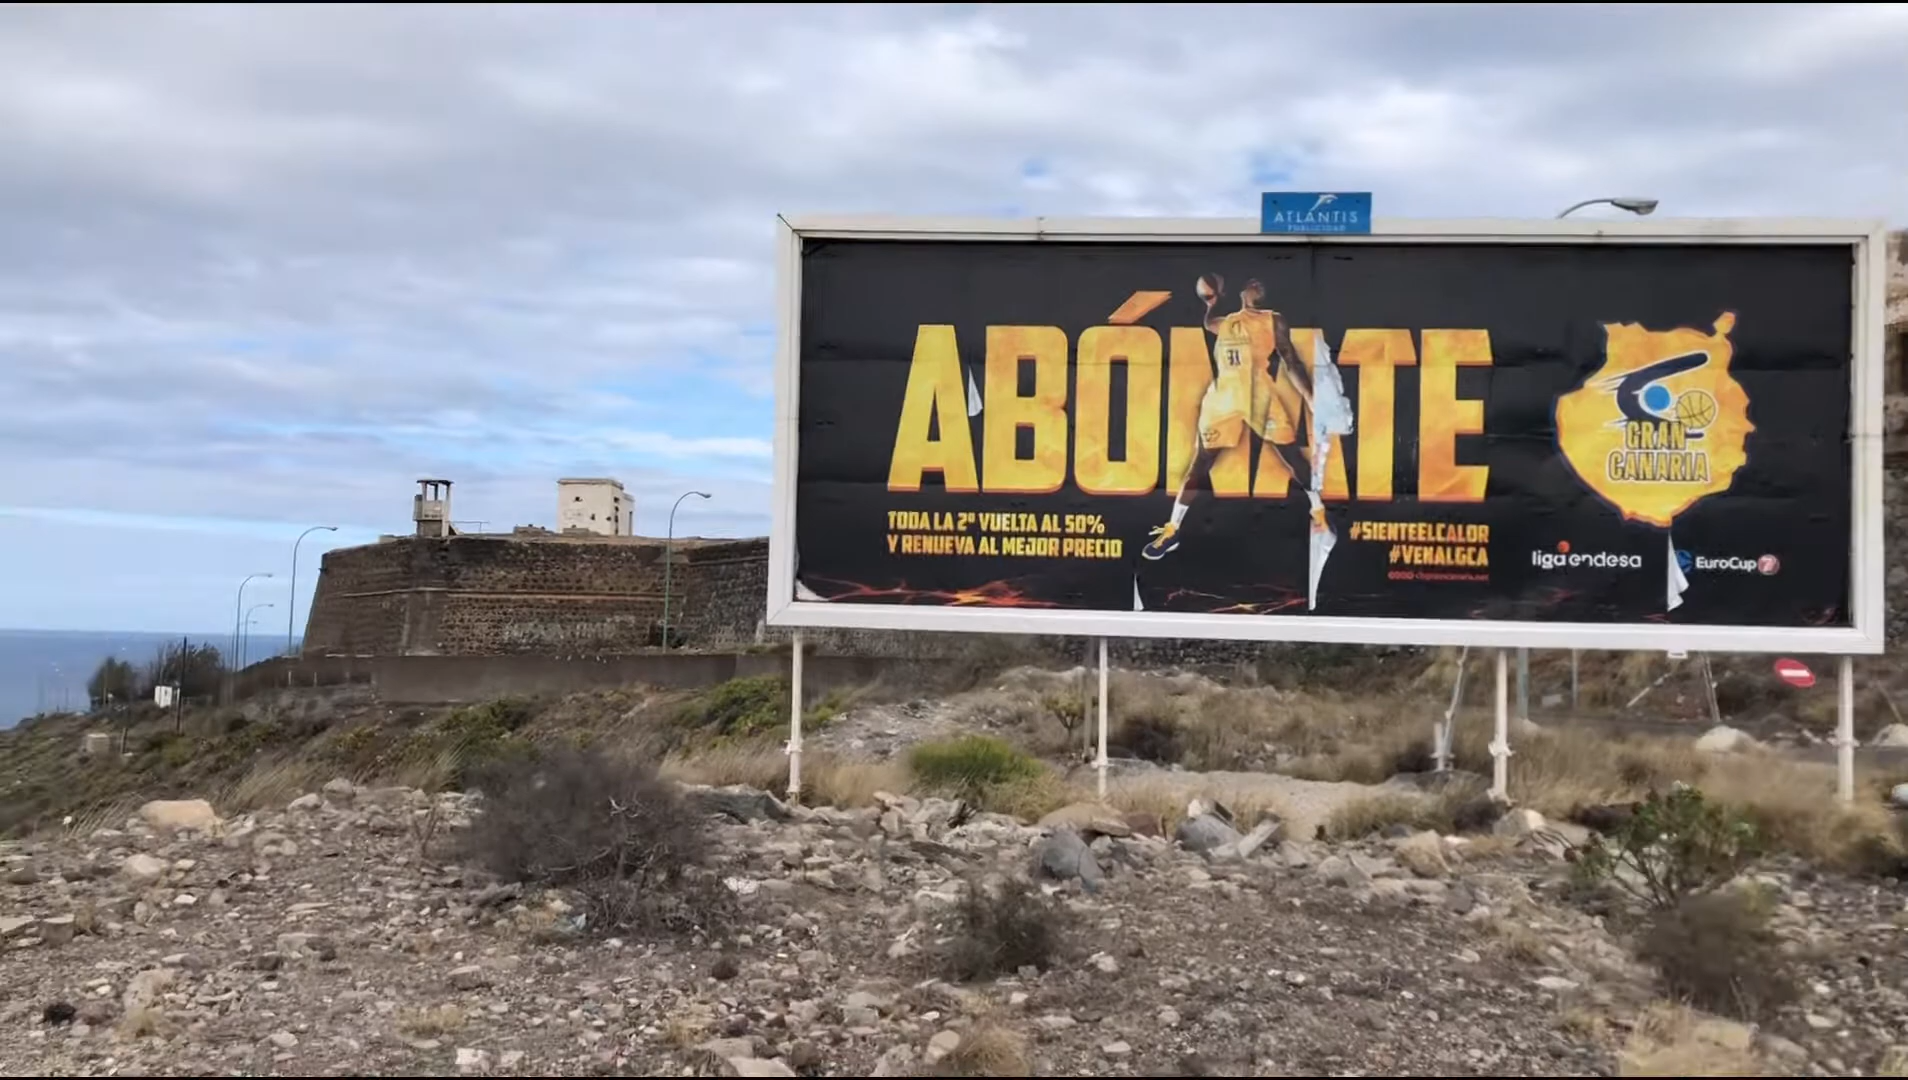 ATLANTIS
PUBLICIDAD
ABÓNATE
31
TODA LA 2ª VUELTA AL 50%
Y RENUEVA AL MEJOR PRECIO
#SIENTEELCALOR
#VENALGCA
GRAN
CANARIA
liga endesa
EuroCup